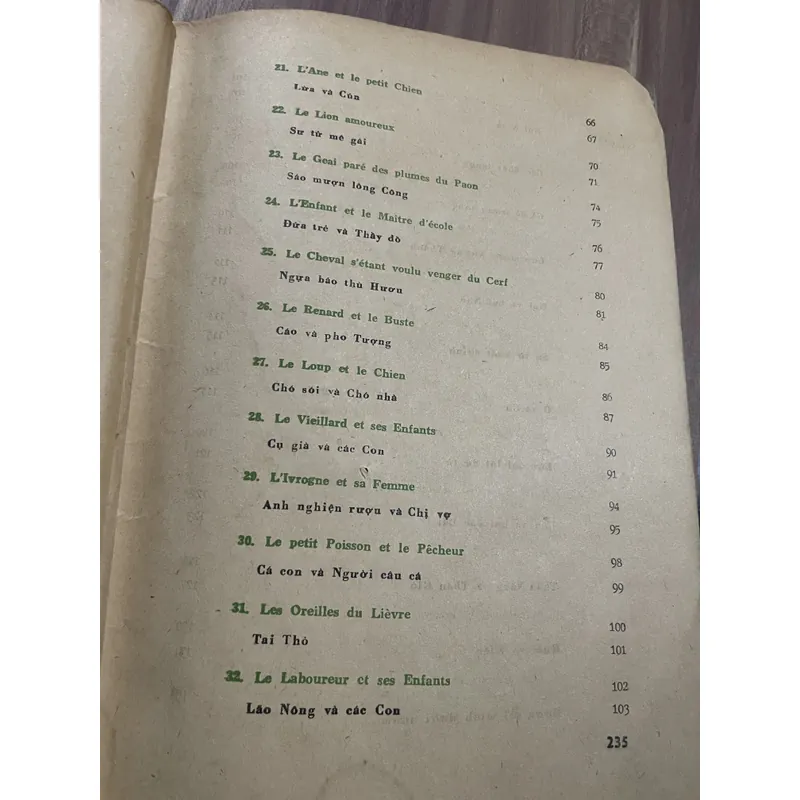 21. L'Ane et le petit Chien 66
Lừa và Cún 67
22. Le Lion amoureux 70
Sư tử mê gái 71
23. Le Geai paré des plumes du Paon 74
Sáo mượn lông Công 75
24. L'Enfant et le Maitre d'école 76
Đứa trẻ và Thầy đồ 77
25. Le Cheval s'étant voulu venger du Cerf 80
Ngựa báo thù Hươu 81
26. Le Renard et le Buste 84
Cáo và pho Tượng 85
27. Le Loup et le Chien 86
Chó sói và Chó nhà 87
28. Le Vieillard et ses Enfants 90
Cụ già và các Con 91
29. L'Ivrogne et sa Femme 94
Anh nghiện rượu và Chị vợ 95
30. Le petit Poisson et le Pêcheur 98
Cá con và Người câu cá 99
31. Les Oreilles du Lièvre 100
Tai Thỏ 101
32. Le Laboureur et ses Enfants 102
Lão Nông và các Con 103
235